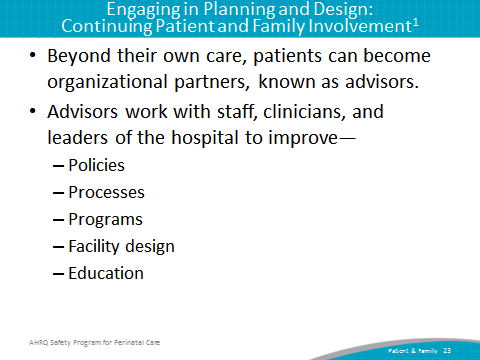 Engaging in Planning and Design:
Continuing Patient and Family Involvement1
• Beyond their own care, patients can become
organizational partners, known as advisors.
• Advisors work with staff, clinicians, and
leaders of the hospital to improve—
– Policies
– Processes
– Programs
– Facility design
– Education
AHRQ Safety Program for Perinatal Care
Patient & Family 23